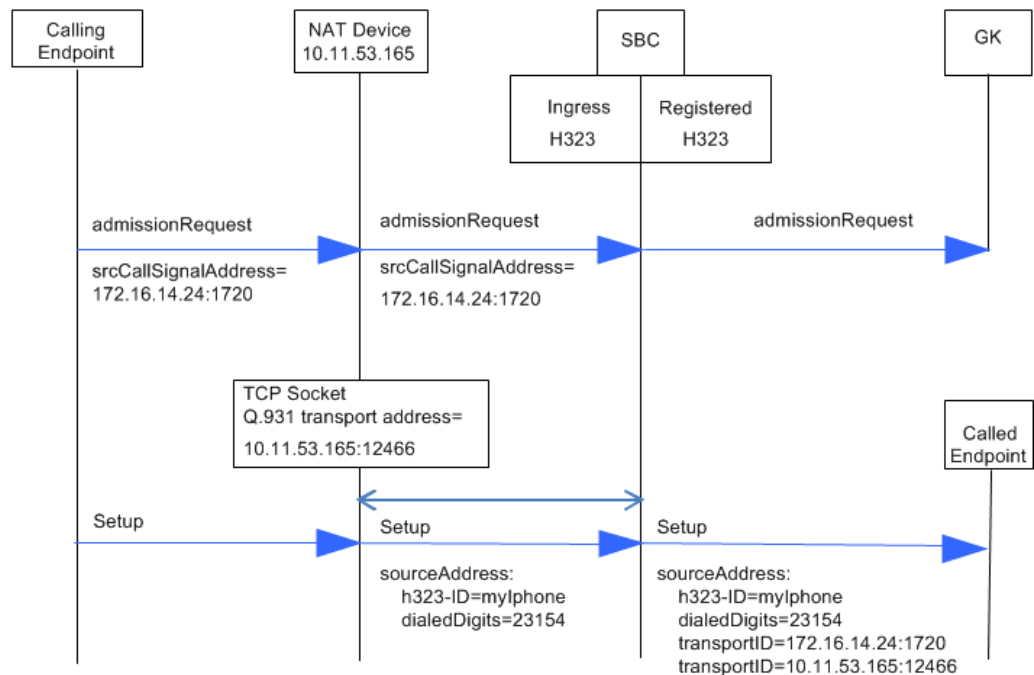 Calling
Endpoint
NAT Device
10.11.53.165
SBC
GK
Ingress
H323
Registered
H323
admissionRequest
admissionRequest
admissionRequest
srcCallSignalAddress=
172.16.14.24:1720
srcCallSignalAddress=
172.16.14.24:1720
TCP Socket
Q.931 transport address=
10.11.53.165:12466
Called
Endpoint
Setup
Setup
Setup
sourceAddress:
h323-ID=myIphone
dialedDigits=23154
sourceAddress:
h323-ID=myIphone
dialedDigits=23154
transportID=172.16.14.24:1720
transportID=10.11.53.165:12466